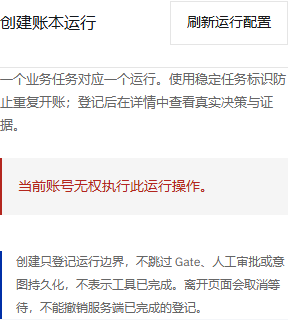 创建账本运行
刷新运行配置
一个业务任务对应一个运行。使用稳定任务标识防
止重复开账；登记后在详情中查看真实决策与证
据。
当前账号无权执行此运行操作。
创建只登记运行边界，不跳过 Gate、人工审批或意
图持久化，不表示工具已完成。离开页面会取消等
待，不能撤销服务端已完成的登记。